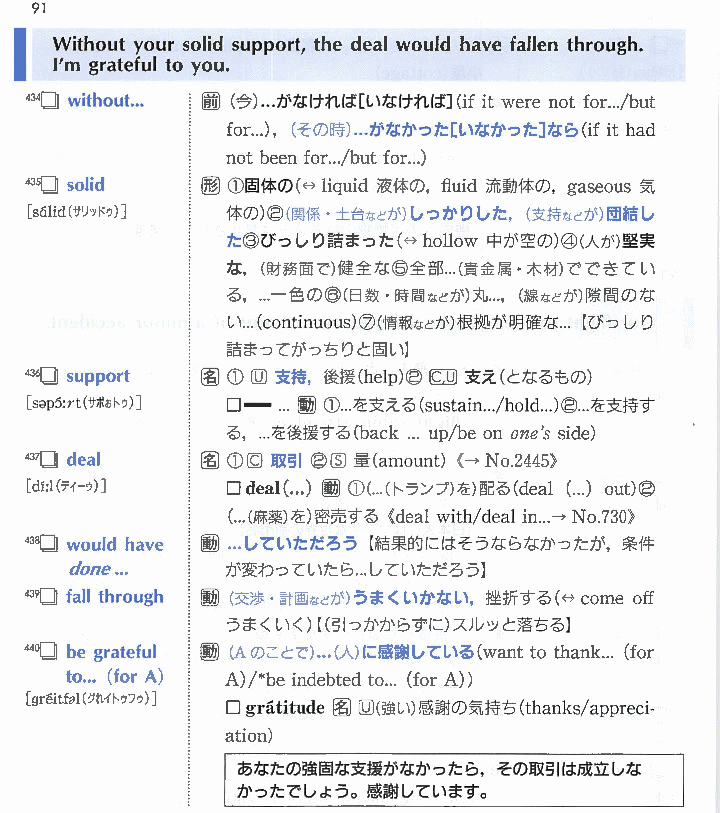 91
Without your solid support, the deal would have fallen through.
I'm grateful to you.
434□ without...
前 (今)...がなければ[いなければ](if it were not for.../but
for...), (その時)...がなかった[いなかった]なら(if it had
not been for.../but for...)
435□ solid
[sάlid(サリッドゥ)]
形 ①固体の(↔ liquid 液体の, fluid 流動体の, gaseous 気
体の)②(関係・土台などが)しっかりした, (支持などが)団結し
た③びっしり詰まった(↔ hollow 中が空の)④(人が)堅実
な, (財務面で)健全な⑤全部...(貴金属・木材)でできてい
る, ...一色の⑥(日数・時間などが)丸..., (線などが)隙間のな
い...(continuous)⑦(情報などが)根拠が明確な...【びっしり
詰まってがっちりと固い】
436□ support
[səpɔ́:rt(サポぉトゥ)]
名 ① U 支持, 後援(help)② C,U 支え(となるもの)
□━ ... 動 ①...を支える(sustain.../hold...)②...を支持す
る, ...を後援する(back ... up/be on one's side)
437□ deal
[di:l(ディーゥ)]
名 ① C 取引 ② S 量(amount)《→ No.2445》
□ deal(...) 動 ①(...(トランプ)を)配る(deal (...) out)②
(...(麻薬)を)密売する《deal with/deal in...→ No.730》
438□ would have
done ...
動 ...していただろう【結果的にはそうならなかったが, 条件
が変わっていたら...していただろう】
439□ fall through
動 (交渉・計画などが)うまくいかない, 挫折する(↔ come off
うまくいく)【(引っかからずに)スルッと落ちる】
440□ be grateful
to... (for A)
[gréitfəl(グれイトゥフゥ)]
動 (A のことで)...(人)に感謝している(want to thank... (for
A)/*be indebted to... (for A))
□ grátitude 名 U(強い)感謝の気持ち(thanks/appreci-
ation)
あなたの強固な支援がなかったら, その取引は成立しな
かったでしょう。感謝しています。